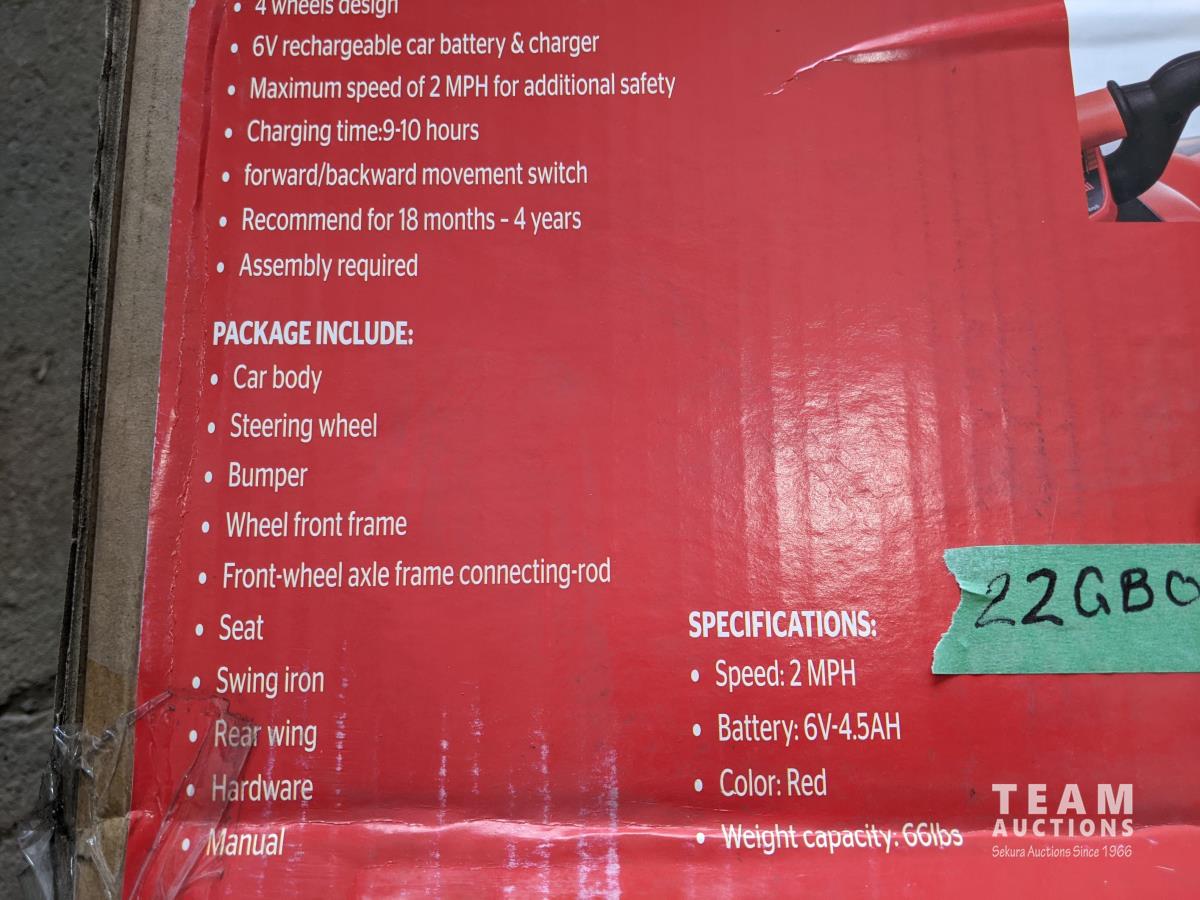 • 4 wheels design
• 6V rechargeable car battery & charger
• Maximum speed of 2 MPH for additional safety
• Charging time:9-10 hours
• forward/backward movement switch
• Recommend for 18 months – 4 years
• Assembly required
PACKAGE INCLUDE:
• Car body
• Steering wheel
• Bumper
• Wheel front frame
• Front-wheel axle frame connecting-rod
• Seat
• Swing iron
• Rear wing
• Hardware
• Manual
SPECIFICATIONS:
• Speed: 2 MPH
• Battery: 6V-4.5AH
• Color: Red
• Weight capacity: 66lbs
22GBO
TEAM
AUCTIONS
Sekura Auctions Since 1966